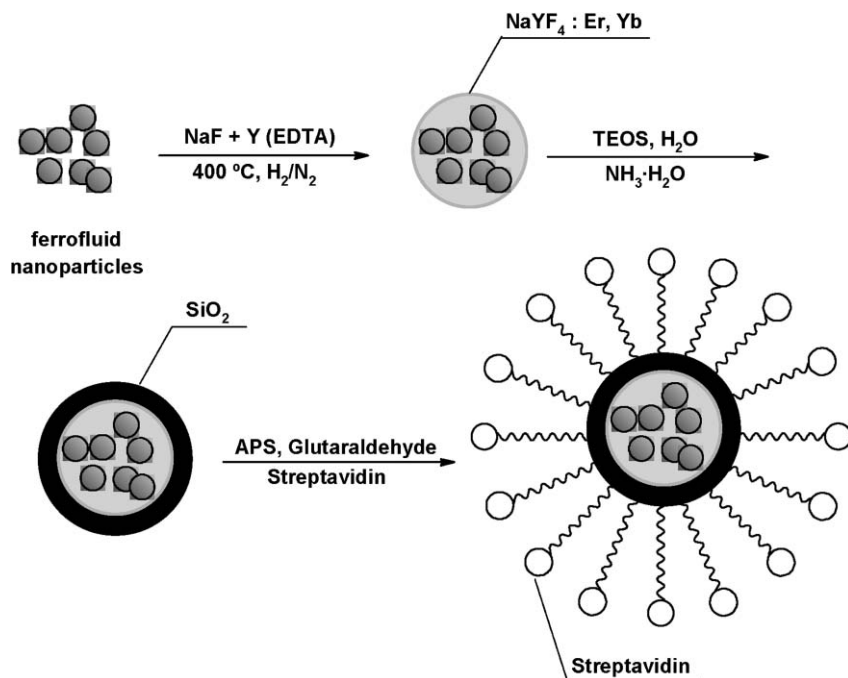 NaYF₄ : Er, Yb
NaF + Y (EDTA)
400 ºC, H₂/N₂
TEOS, H₂O
NH₃·H₂O
ferrofluid
nanoparticles
SiO₂
APS, Glutaraldehyde
Streptavidin
Streptavidin